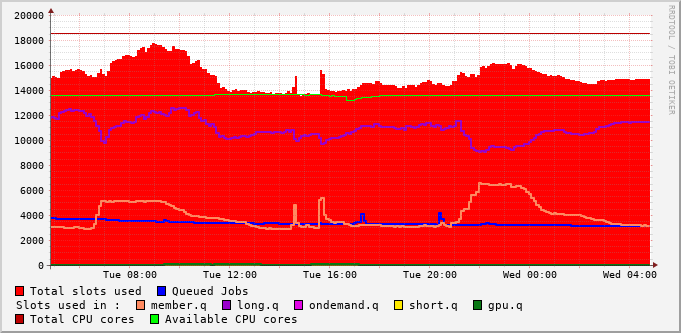 RRDTOOL / TOBI OETIKER
20000
18000
16000
14000
12000
10000
8000
6000
4000
2000
0
Tue 08:00 Tue 12:00 Tue 16:00 Tue 20:00 Wed 00:00 Wed 04:00
Total slots used Queued Jobs
Slots used in : member.q long.q ondemand.q short.q gpu.q
Total CPU cores Available CPU cores